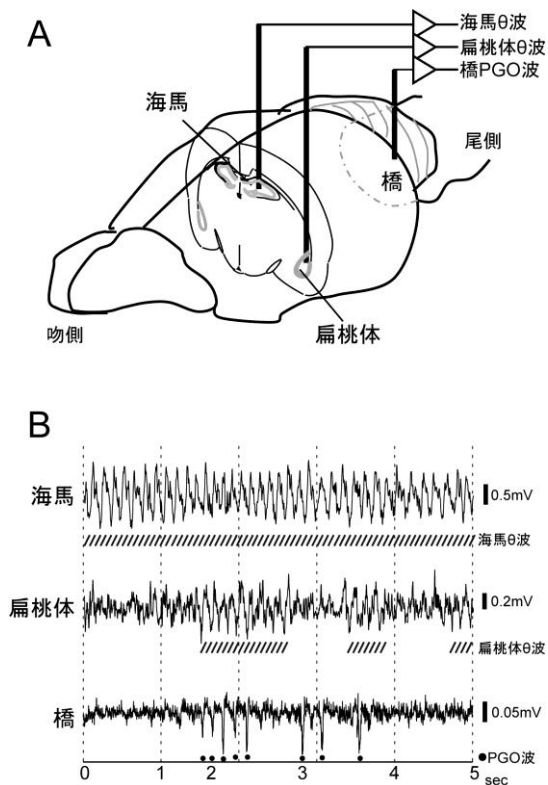 A
海馬θ波
扁桃体θ波
橋PGO波
海馬
尾側
橋
吻側
扁桃体
B
海馬
0.5mV
海馬θ波
扁桃体
0.2mV
扁桃体θ波
橋
0.05mV
●PGO波
0 1 2 3 4 5
sec